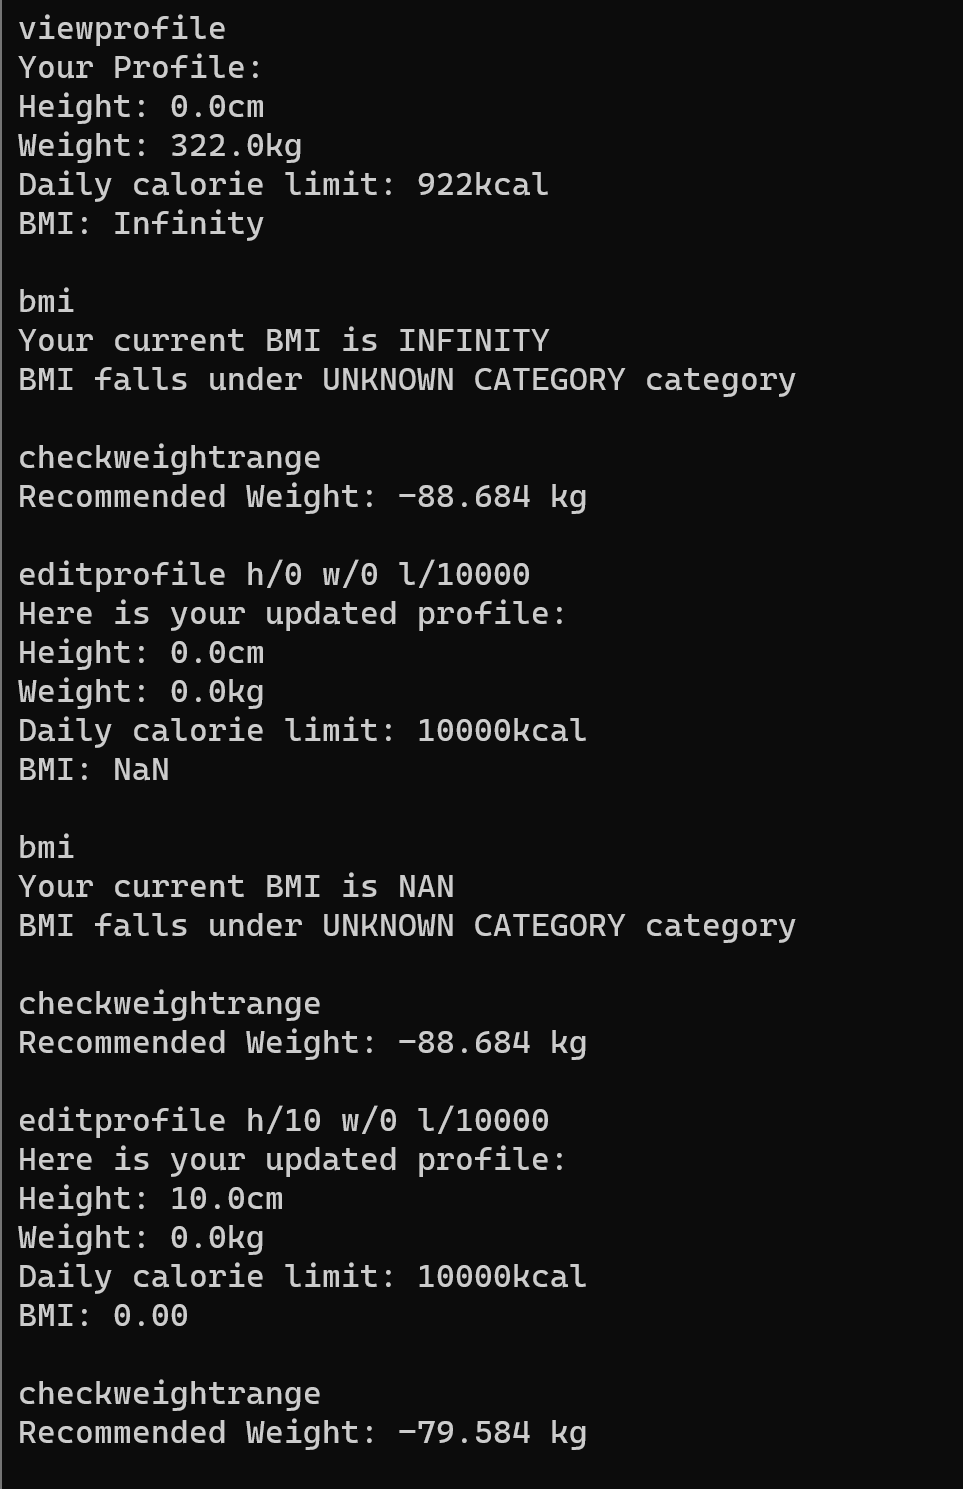 viewprofile
Your Profile:
Height: 0.0cm
Weight: 322.0kg
Daily calorie limit: 922kcal
BMI: Infinity
bmi
Your current BMI is INFINITY
BMI falls under UNKNOWN CATEGORY category
checkweightrange
Recommended Weight: -88.684 kg
editprofile h/0 w/0 l/10000
Here is your updated profile:
Height: 0.0cm
Weight: 0.0kg
Daily calorie limit: 10000kcal
BMI: NaN
bmi
Your current BMI is NAN
BMI falls under UNKNOWN CATEGORY category
checkweightrange
Recommended Weight: -88.684 kg
editprofile h/10 w/0 l/10000
Here is your updated profile:
Height: 10.0cm
Weight: 0.0kg
Daily calorie limit: 10000kcal
BMI: 0.00
checkweightrange
Recommended Weight: -79.584 kg